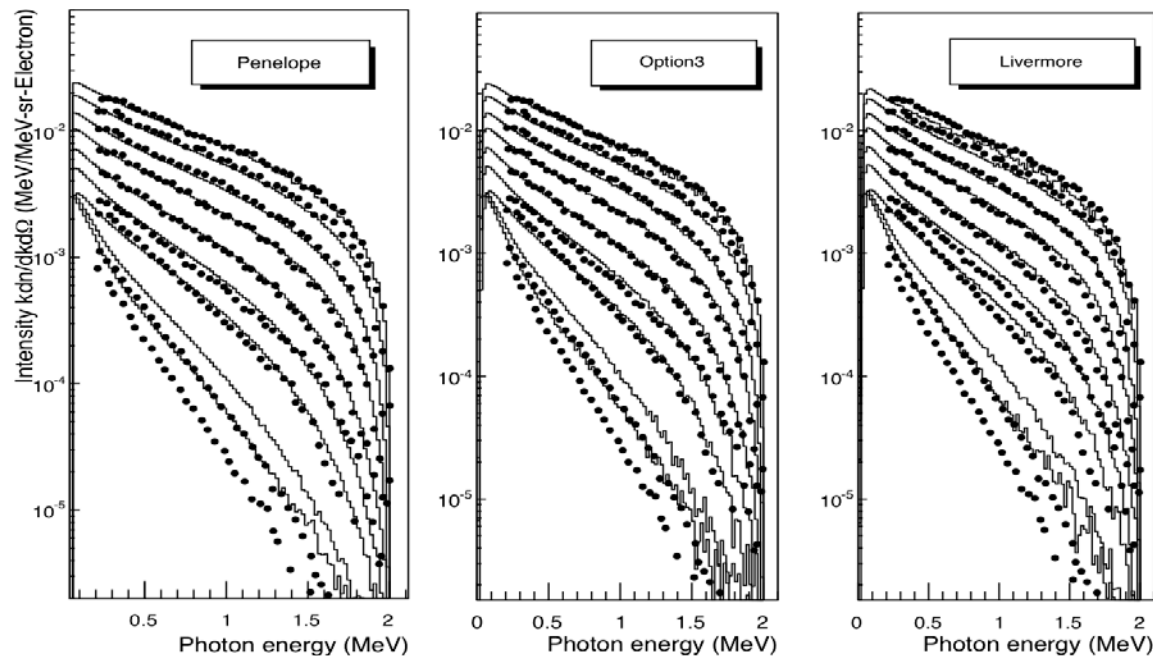 Intensity kdn/dkdΩ (MeV/MeV-sr-Electron)
Penelope
10⁻²
10⁻³
10⁻⁴
10⁻⁵
0.5 1 1.5 2
Photon energy (MeV)
Option3
10⁻²
10⁻³
10⁻⁴
10⁻⁵
0 0.5 1 1.5 2
Photon energy (MeV)
Livermore
10⁻²
10⁻³
10⁻⁴
10⁻⁵
0 0.5 1 1.5 2
Photon energy (MeV)